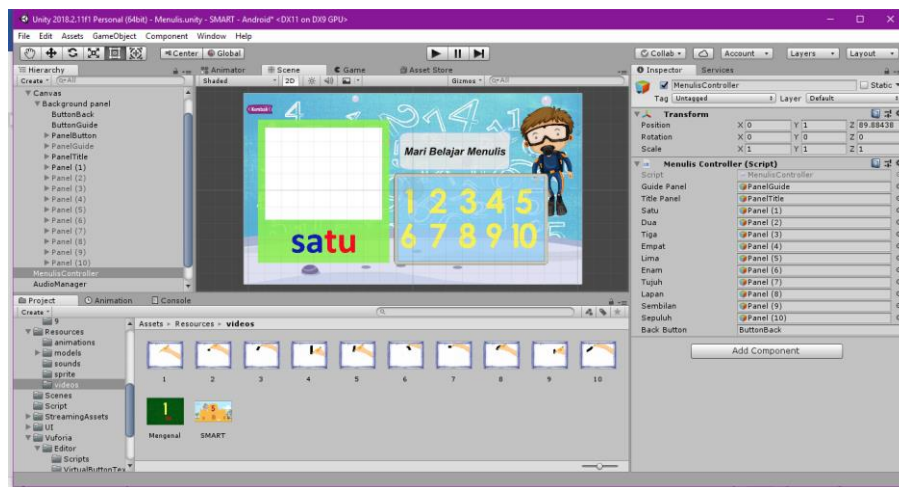 Unity 2018.2.11f1 Personal (64bit) - Menulis.unity - SMART - Android* <DX11 on DX9 GPU>
File Edit Assets GameObject Component Window Help
Center Global Collab Account Layers Layout
Hierarchy Animator Scene Game Asset Store Inspector Services
Create Shaded 2D Gizmos
MenulisController Static
Tag Untagged Layer Default
Canvas
Background panel
ButtonBack
ButtonGuide
PanelButton
PanelGuide
PanelTitle
Panel (1)
Panel (2)
Panel (3)
Panel (4)
Panel (5)
Panel (6)
Panel (7)
Panel (8)
Panel (9)
Panel (10)
MenulisController
AudioManager
Kembali
Mari Belajar Menulis
1 2 3 4 5
6 7 8 9 10
satu
Transform
Position X 0 Y 1 Z 89.88438
Rotation X 0 Y 0 Z 0
Scale X 1 Y 1 Z 1
Menulis Controller (Script)
Script MenulisController
Guide Panel PanelGuide
Title Panel PanelTitle
Satu Panel (1)
Dua Panel (2)
Tiga Panel (3)
Empat Panel (4)
Lima Panel (5)
Enam Panel (6)
Tujuh Panel (7)
Lapan Panel (8)
Sembilan Panel (9)
Sepuluh Panel (10)
Back Button ButtonBack
Add Component
Project Animation Console
Create
9
Resources
animations
models
sounds
sprite
videos
Scenes
Script
StreamingAssets
UI
Vuforia
Editor
Scripts
VirtualButtonTex
Assets > Resources > videos
1 2 3 4 5 6 7 8 9 10
1
5
Mengenal SMART